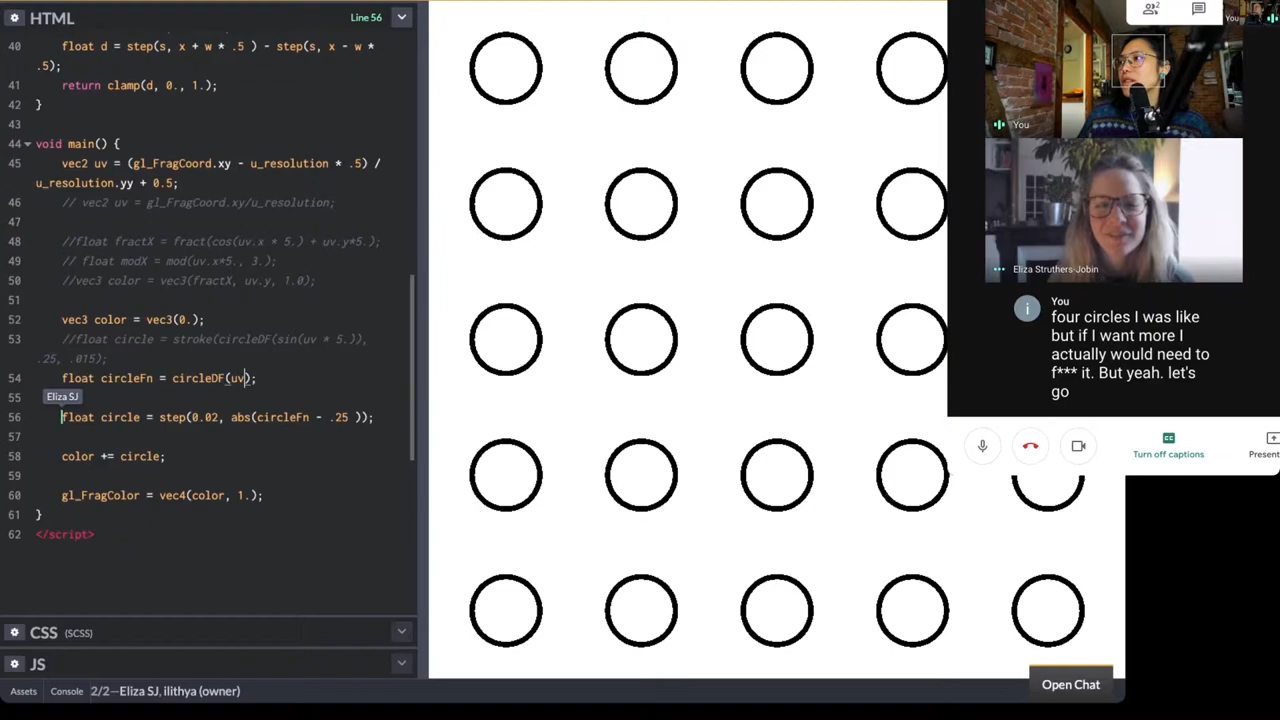 HTML
Line 56
40 float d = step(s, x + w * .5 ) - step(s, x - w *
.5);
41 return clamp(d, 0., 1.);
42 }
43
44 void main() {
45 vec2 uv = (gl_FragCoord.xy - u_resolution * .5) /
u_resolution.yy + 0.5;
46 // vec2 uv = gl_FragCoord.xy/u_resolution;
47
48 //float fractX = fract(cos(uv.x * 5.) + uv.y*5.);
49 // float modX = mod(uv.x*5., 3.);
50 //vec3 color = vec3(fractX, uv.y, 1.0);
51
52 vec3 color = vec3(0.);
53 //float circle = stroke(circleDF(sin(uv * 5.)),
.25, .015);
54 float circleFn = circleDF(uv);
55
Eliza SJ
56 float circle = step(0.02, abs(circleFn - .25 ));
57
58 color += circle;
59
60 gl_FragColor = vec4(color, 1.);
61 }
62 </script>
CSS (SCSS)
JS
Assets Console 2/2—Eliza SJ, ilithya (owner)
2
You
You
Eliza Struthers-Jobin
i
You
four circles I was like
but if I want more I
actually would need to
f*** it. But yeah. let's
go
Turn off captions
Present
Open Chat